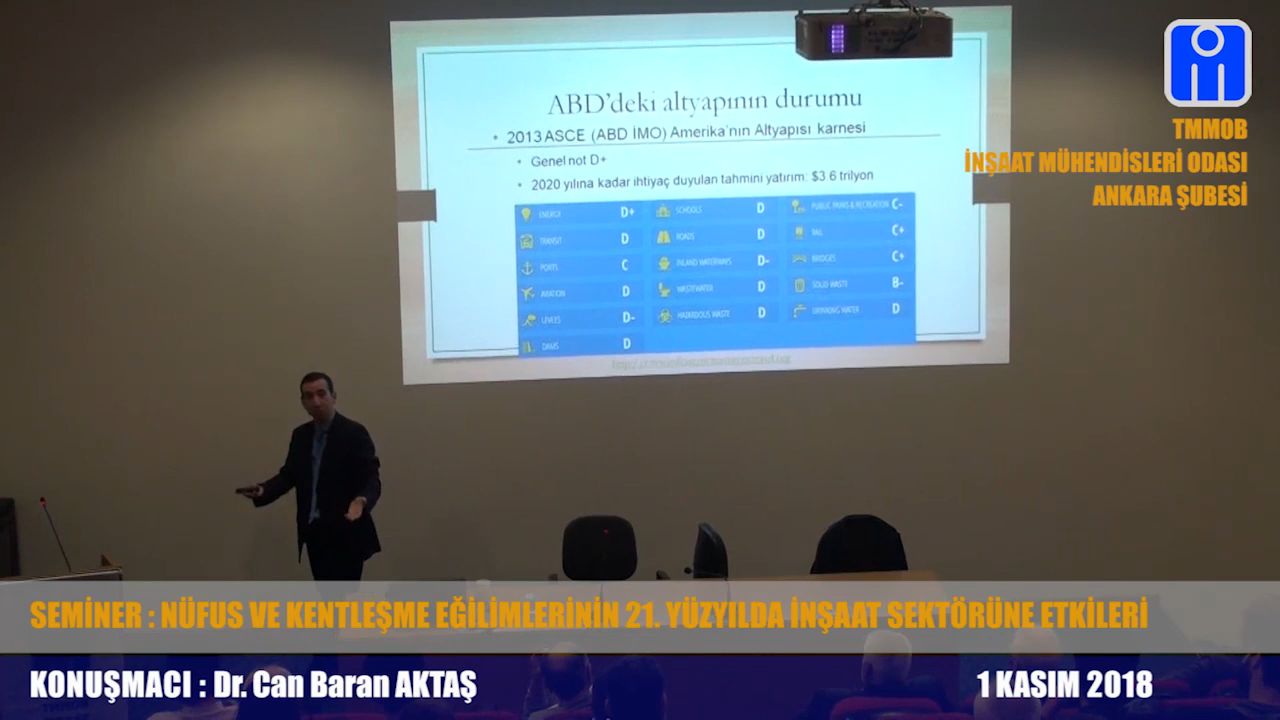 ABD'deki altyapının durumu
• 2013 ASCE (ABD İMO) Amerika'nın Altyapısı karnesi
• Genel not D+
• 2020 yılına kadar ihtiyaç duyulan tahmini yatırım: $3.6 trilyon
ENERGY D+
TRANSIT D
PORTS C
AVIATION D
LEVEES D-
DAMS D
SCHOOLS D
ROADS D
INLAND WATERWAYS D-
WASTEWATER D
HAZARDOUS WASTE D
PUBLIC PARKS & RECREATION C-
RAIL C+
BRIDGES C+
SOLID WASTE B-
DRINKING WATER D
TMMOB
İNŞAAT MÜHENDİSLERİ ODASI
ANKARA ŞUBESİ
SEMİNER : NÜFUS VE KENTLEŞME EĞİLİMLERİNİN 21. YÜZYILDA İNŞAAT SEKTÖRÜNE ETKİLERİ
KONUŞMACI : Dr. Can Baran AKTAŞ
1 KASIM 2018